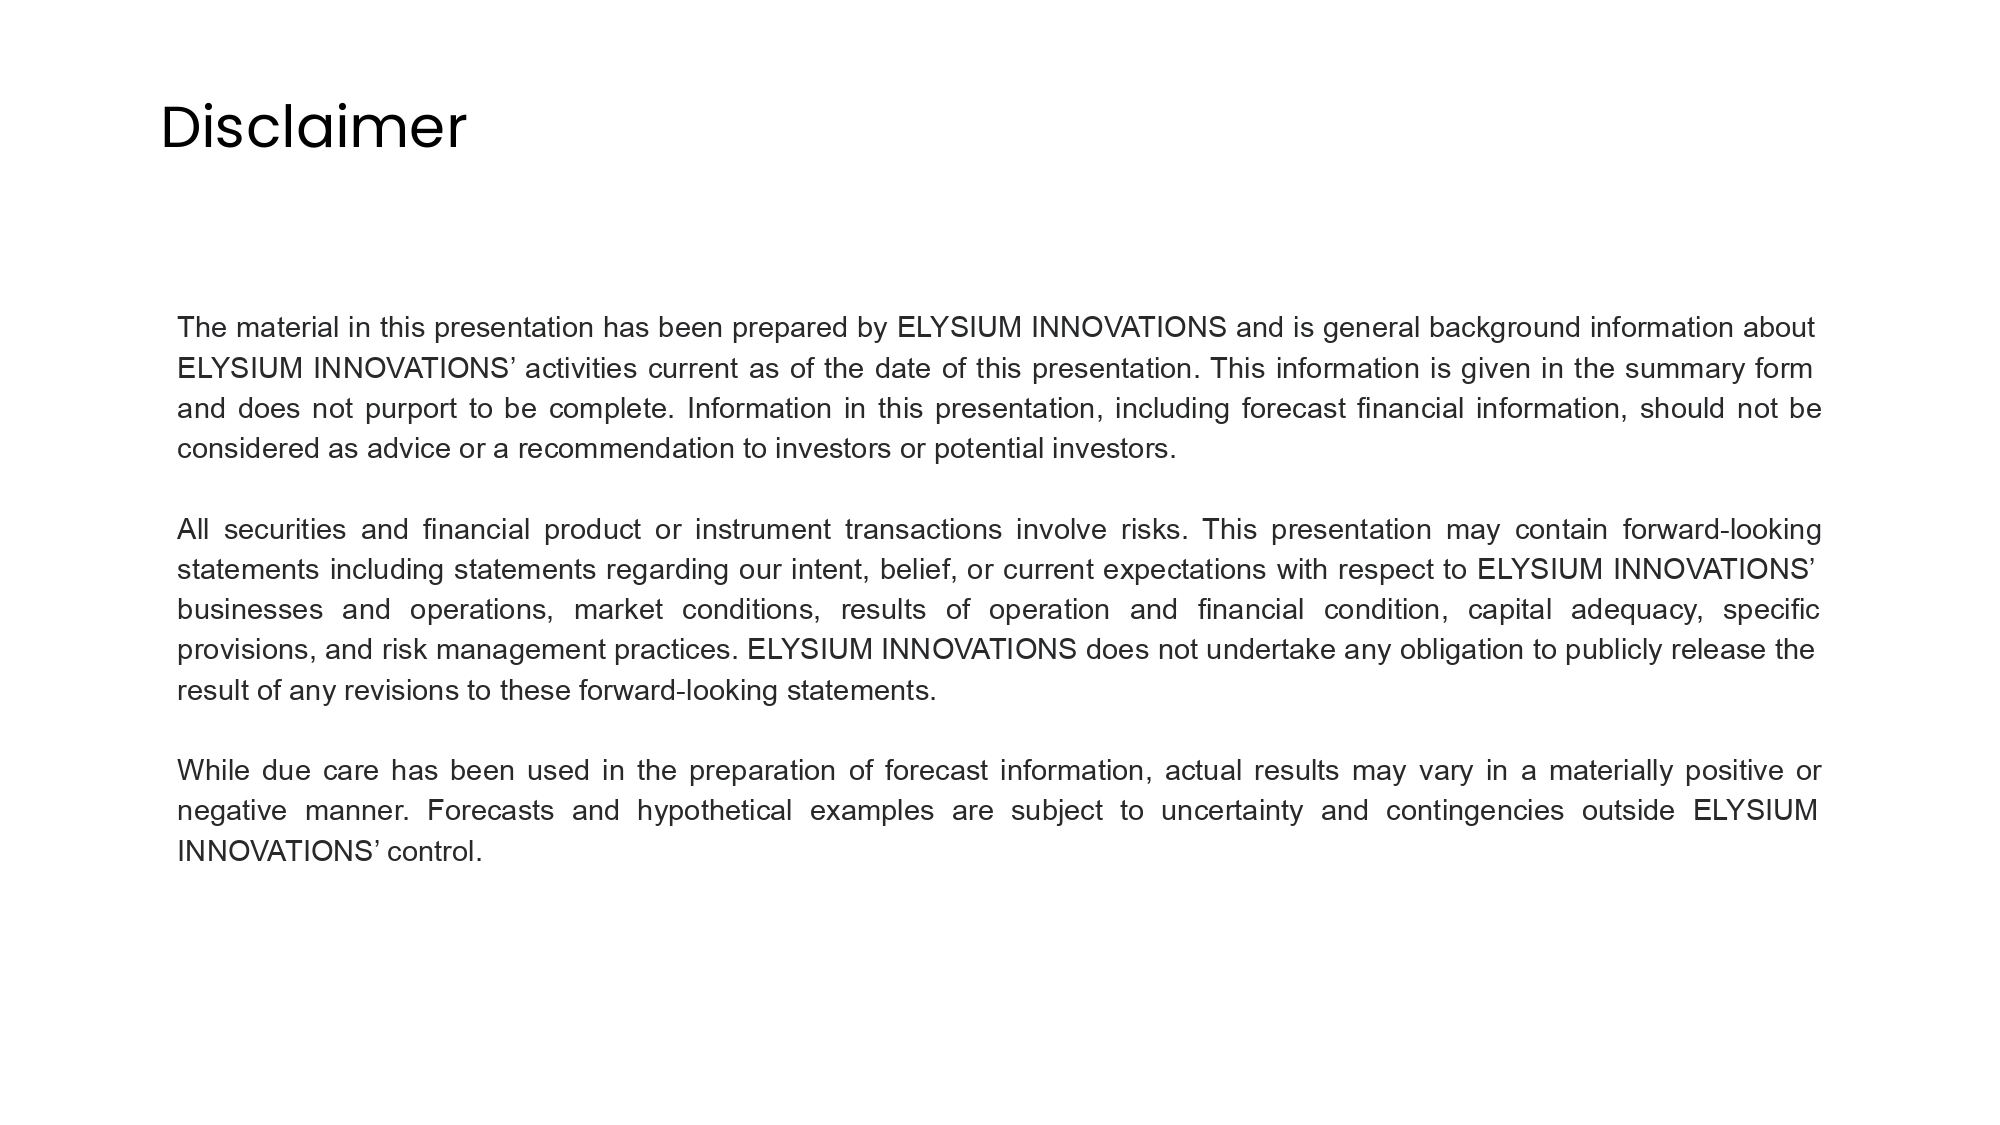 Disclaimer
The material in this presentation has been prepared by ELYSIUM INNOVATIONS and is general background information about
ELYSIUM INNOVATIONS’ activities current as of the date of this presentation. This information is given in the summary form
and does not purport to be complete. Information in this presentation, including forecast financial information, should not be
considered as advice or a recommendation to investors or potential investors.
All securities and financial product or instrument transactions involve risks. This presentation may contain forward-looking
statements including statements regarding our intent, belief, or current expectations with respect to ELYSIUM INNOVATIONS’
businesses and operations, market conditions, results of operation and financial condition, capital adequacy, specific
provisions, and risk management practices. ELYSIUM INNOVATIONS does not undertake any obligation to publicly release the
result of any revisions to these forward-looking statements.
While due care has been used in the preparation of forecast information, actual results may vary in a materially positive or
negative manner. Forecasts and hypothetical examples are subject to uncertainty and contingencies outside ELYSIUM
INNOVATIONS’ control.